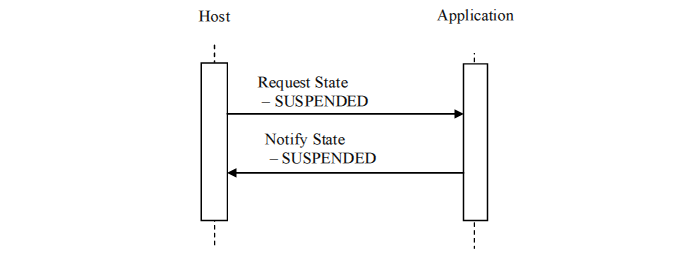 Host
Application
Request State
– SUSPENDED
Notify State
– SUSPENDED